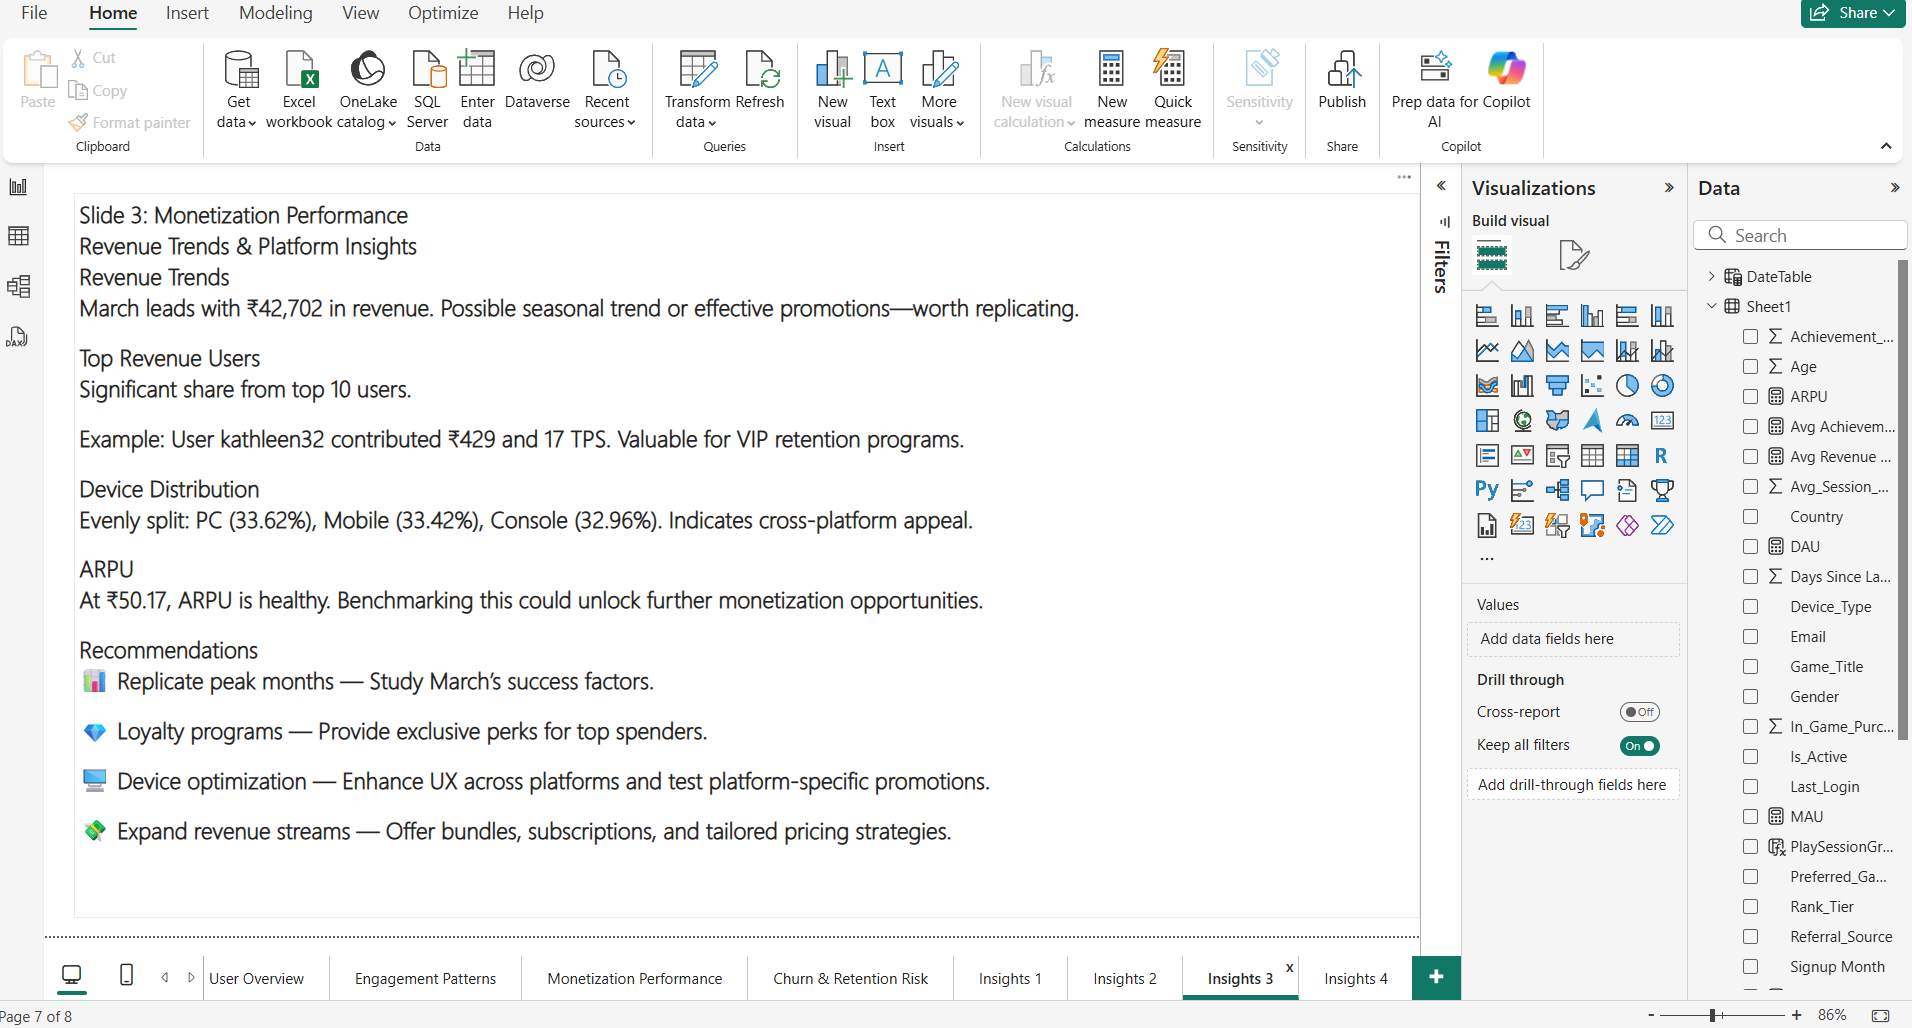 File
Home
Insert
Modeling
View
Optimize
Help
Share
Paste
Cut
Copy
Format painter
Clipboard
Get data
Excel workbook
OneLake catalog
SQL Server
Enter data
Dataverse
Recent sources
Data
Transform data
Refresh
Queries
New visual
Text box
More visuals
Insert
New visual calculation
New measure
Quick measure
Calculations
Sensitivity
Sensitivity
Publish
Share
Prep data for AI
Copilot
Copilot
Slide 3: Monetization Performance
Revenue Trends & Platform Insights
Revenue Trends
March leads with ₹42,702 in revenue. Possible seasonal trend or effective promotions—worth replicating.
Top Revenue Users
Significant share from top 10 users.
Example: User kathleen32 contributed ₹429 and 17 TPS. Valuable for VIP retention programs.
Device Distribution
Evenly split: PC (33.62%), Mobile (33.42%), Console (32.96%). Indicates cross-platform appeal.
ARPU
At ₹50.17, ARPU is healthy. Benchmarking this could unlock further monetization opportunities.
Recommendations
📊 Replicate peak months — Study March’s success factors.
💎 Loyalty programs — Provide exclusive perks for top spenders.
🖥️ Device optimization — Enhance UX across platforms and test platform-specific promotions.
💸 Expand revenue streams — Offer bundles, subscriptions, and tailored pricing strategies.
Filters
Visualizations
Build visual
123
R
Py
123
...
Values
Add data fields here
Drill through
Cross-report
Off
Keep all filters
On
Add drill-through fields here
Data
Search
DateTable
Sheet1
Achievement_...
Age
ARPU
Avg Achievem...
Avg Revenue ...
Avg_Session_...
Country
DAU
Days Since La...
Device_Type
Email
Game_Title
Gender
In_Game_Purc...
Is_Active
Last_Login
MAU
PlaySessionGr...
Preferred_Ga...
Rank_Tier
Referral_Source
Signup Month
DAX
User Overview
Engagement Patterns
Monetization Performance
Churn & Retention Risk
Insights 1
Insights 2
Insights 3
x
Insights 4
+
Page 7 of 8
- + 86%